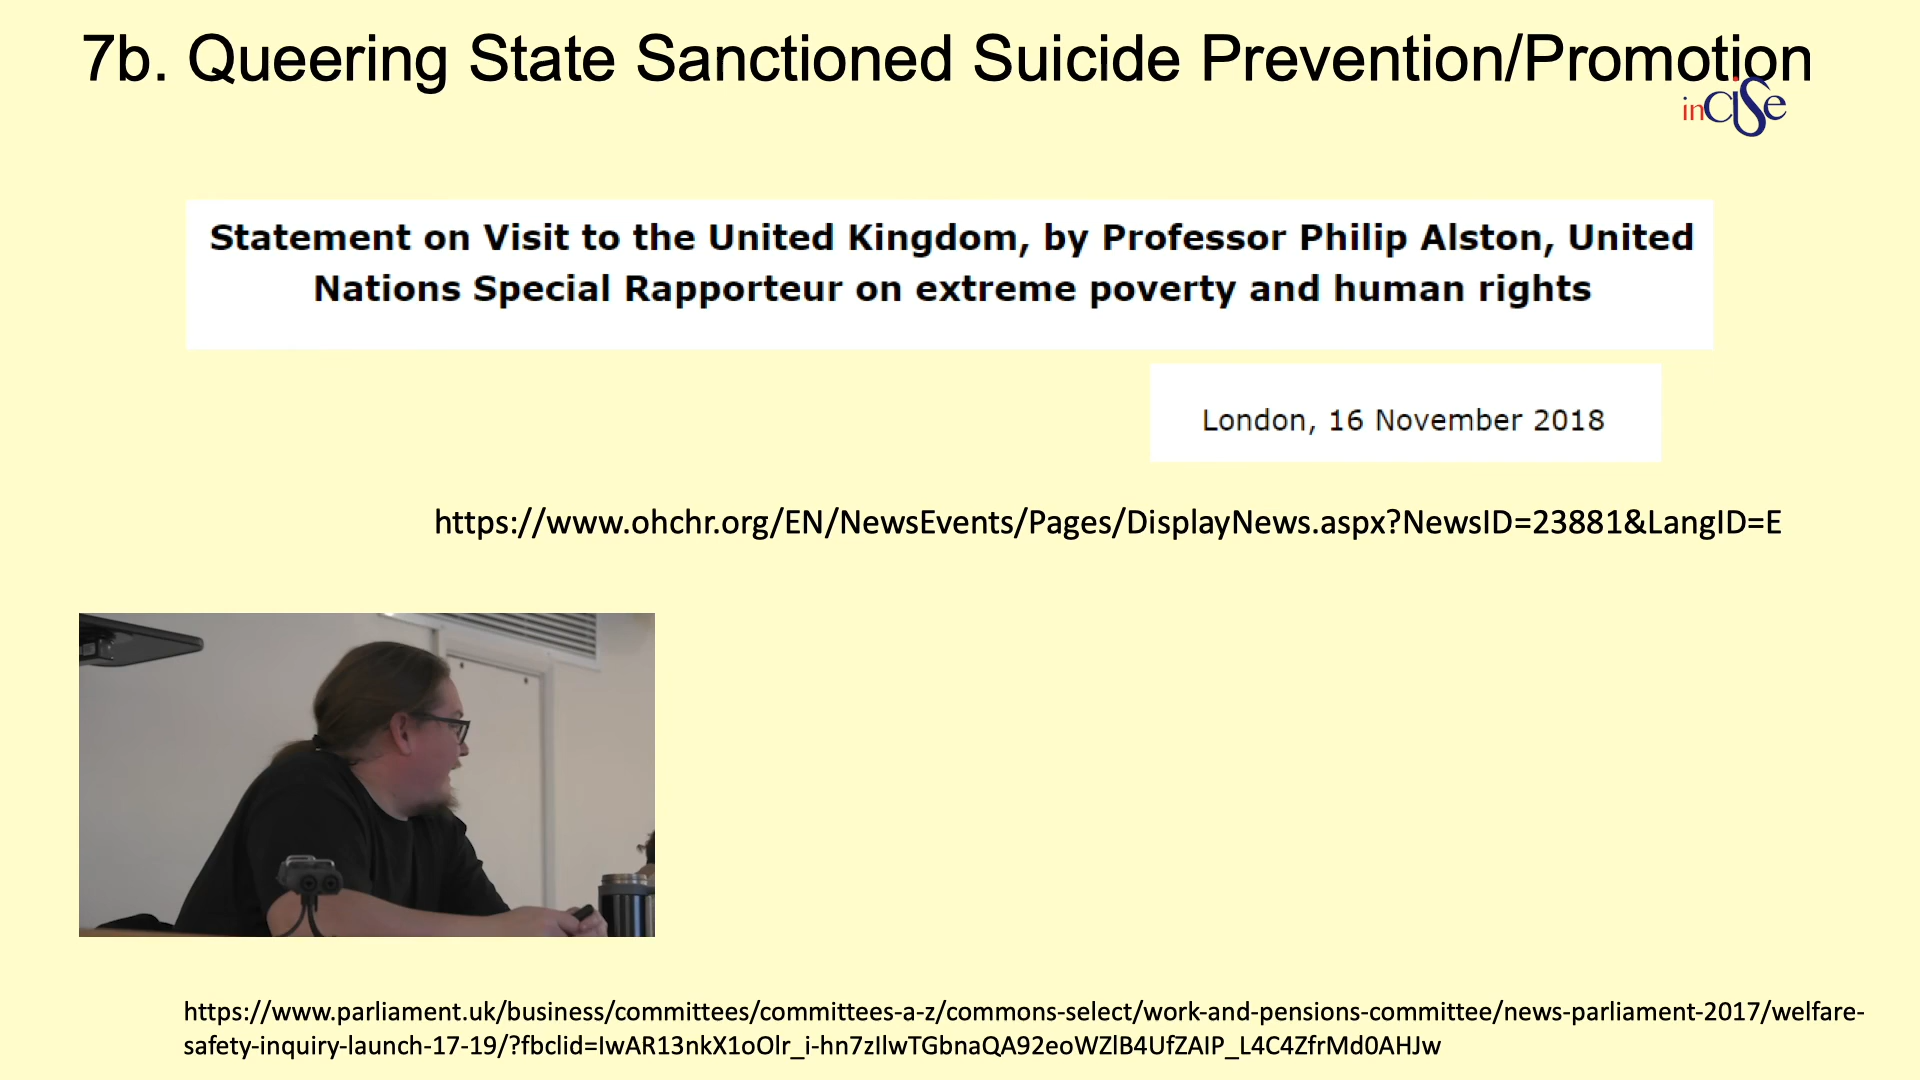 7b. Queering State Sanctioned Suicide Prevention/Promotion
inCISe
Statement on Visit to the United Kingdom, by Professor Philip Alston, United
Nations Special Rapporteur on extreme poverty and human rights
London, 16 November 2018
https://www.ohchr.org/EN/NewsEvents/Pages/DisplayNews.aspx?NewsID=23881&LangID=E
https://www.parliament.uk/business/committees/committees-a-z/commons-select/work-and-pensions-committee/news-parliament-2017/welfare-
safety-inquiry-launch-17-19/?fbclid=IwAR13nkX1oOlr_i-hn7zIlwTGbnaQA92eoWZlB4UfZAIP_L4C4ZfrMd0AHJw